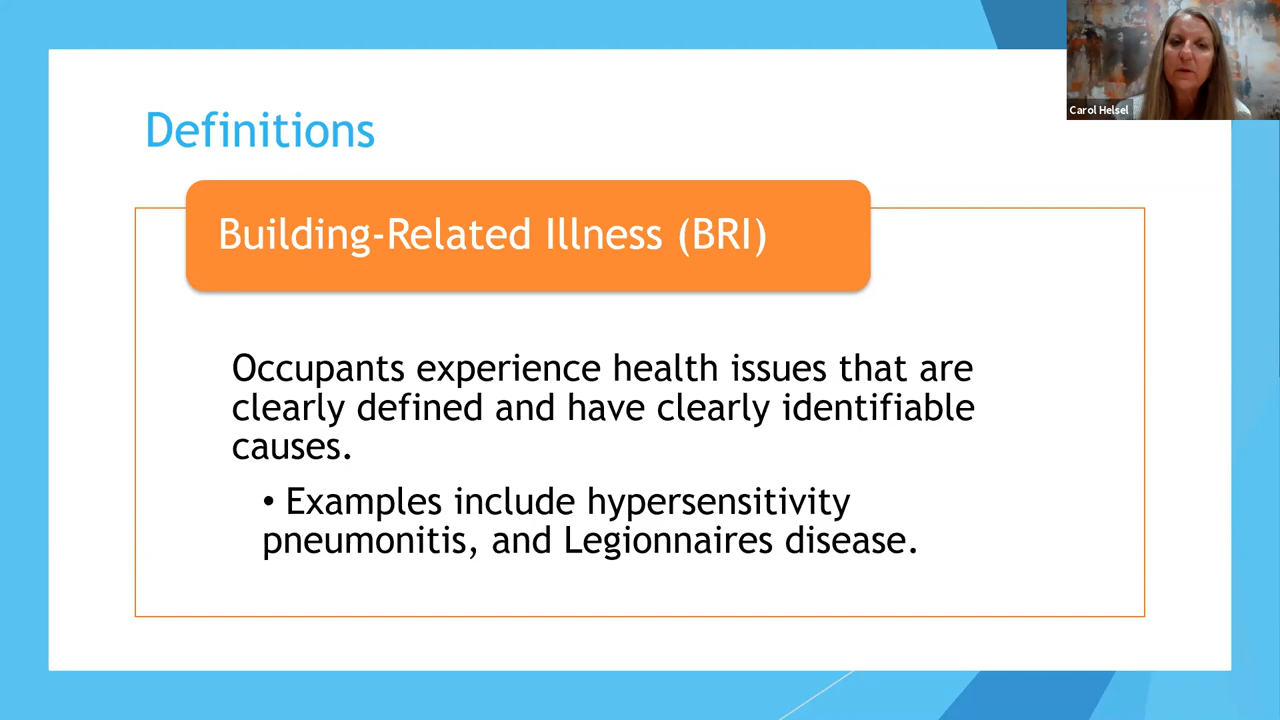 Carol Helsel
Definitions
Building-Related Illness (BRI)
Occupants experience health issues that are
clearly defined and have clearly identifiable
causes.
• Examples include hypersensitivity
pneumonitis, and Legionnaires disease.